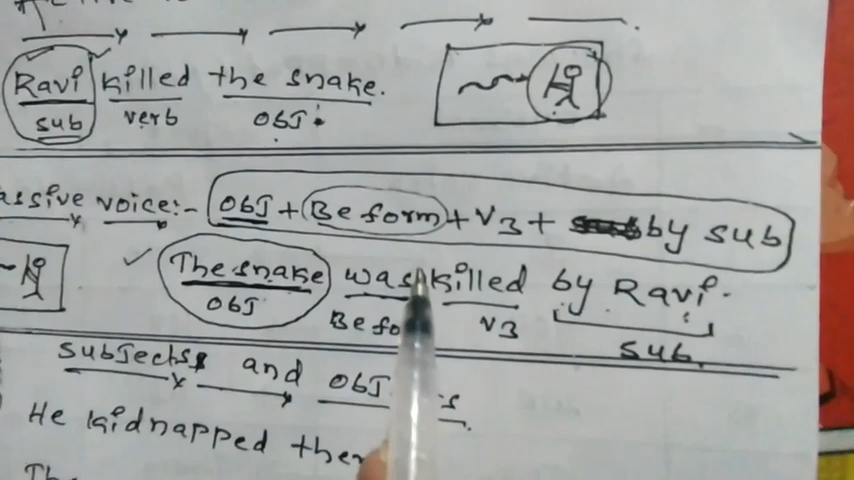 Ravi killed the snake.
sub verb OBJ.
assive voice:- OBJ + Be form + V3 + by sub
The snake was killed by Ravi.
OBJ Be fo V3 sub.
subjects and OBJ s
He kidnapped the